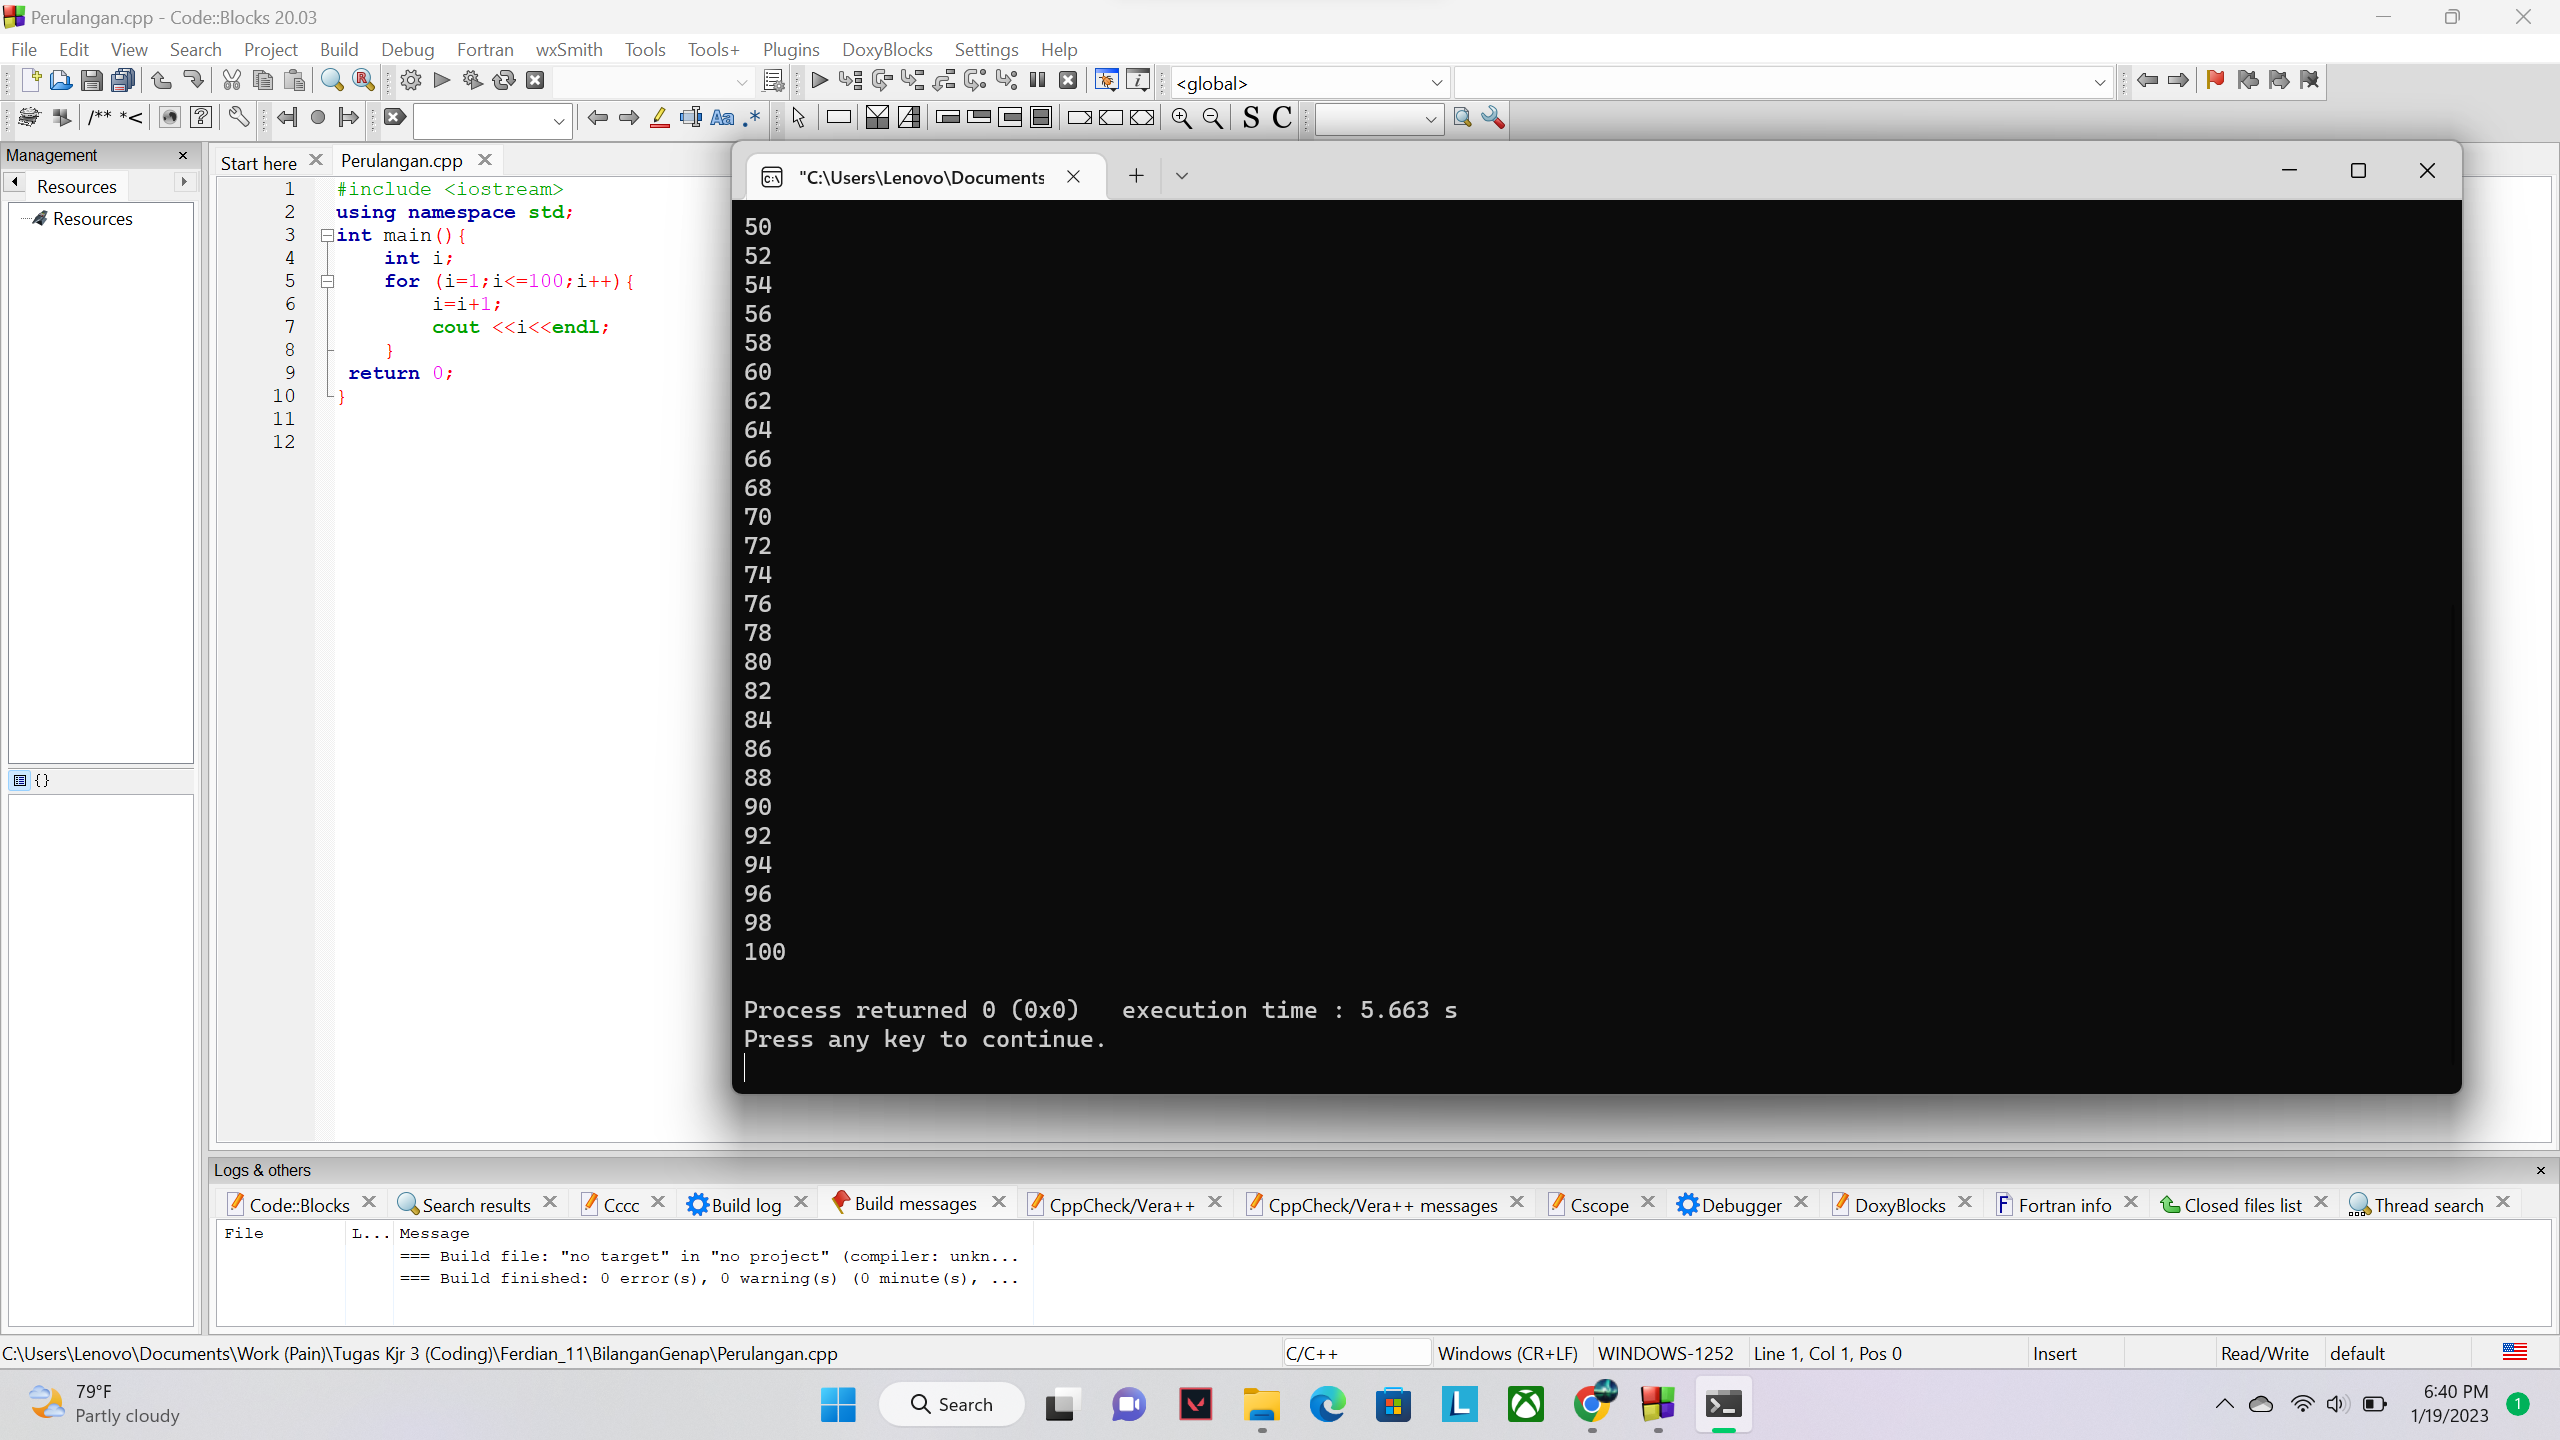 Perulangan.cpp - Code::Blocks 20.03
File Edit View Search Project Build Debug Fortran wxSmith Tools Tools+ Plugins DoxyBlocks Settings Help
<global>
/** *<
Aa .* S C
Management
Resources
Resources
{}
Start here Perulangan.cpp
1 #include <iostream>
2 using namespace std;
3 int main(){
4 int i;
5 for (i=1;i<=100;i++){
6 i=i+1;
7 cout <<i<<endl;
8 }
9 return 0;
10 }
11
12
"C:\Users\Lenovo\Documents
50
52
54
56
58
60
62
64
66
68
70
72
74
76
78
80
82
84
86
88
90
92
94
96
98
100
Process returned 0 (0x0) execution time : 5.663 s
Press any key to continue.
Logs & others
Code::Blocks Search results Cccc Build log Build messages CppCheck/Vera++ CppCheck/Vera++ messages Cscope Debugger DoxyBlocks Fortran info Closed files list Thread search
File L... Message
=== Build file: "no target" in "no project" (compiler: unkn...
=== Build finished: 0 error(s), 0 warning(s) (0 minute(s), ...
C:\Users\Lenovo\Documents\Work (Pain)\Tugas Kjr 3 (Coding)\Ferdian_11\BilanganGenap\Perulangan.cpp C/C++ Windows (CR+LF) WINDOWS-1252 Line 1, Col 1, Pos 0 Insert Read/Write default
79°F
Partly cloudy
Search
6:40 PM
1/19/2023
1